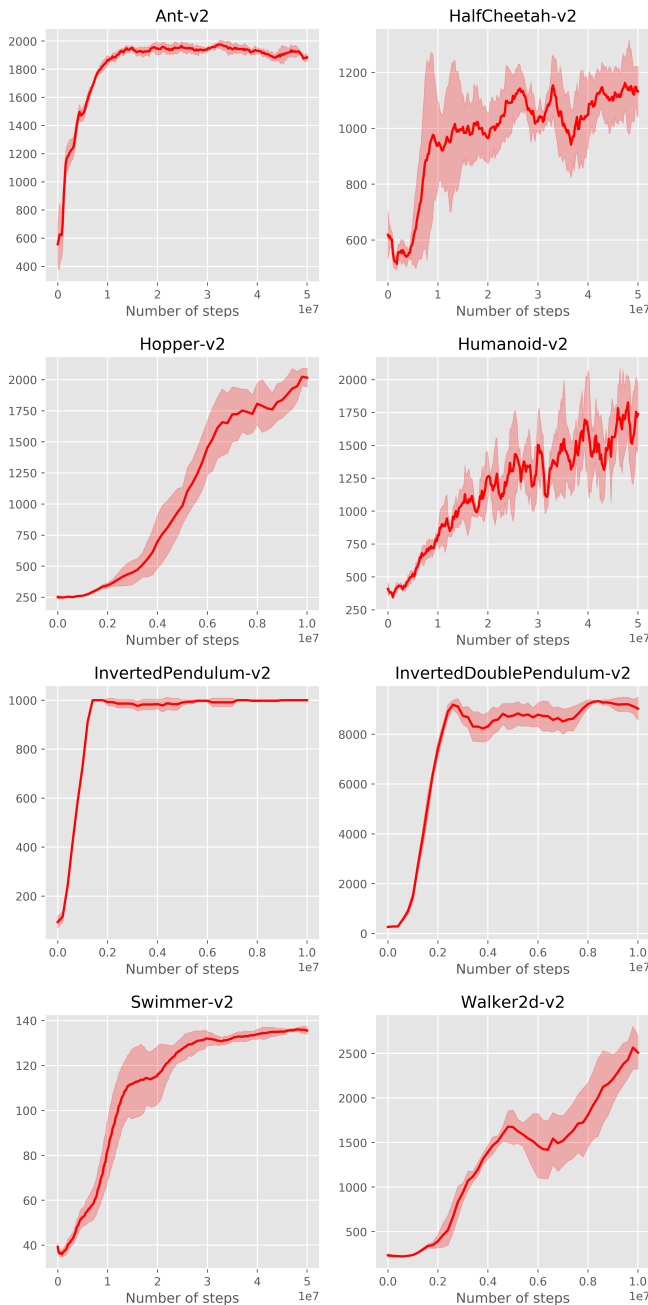 Ant-v2
2000
1800
1600
1400
1200
1000
800
600
400
0 1 2 3 4 5
1e7
Number of steps
HalfCheetah-v2
1200
1000
800
600
0 1 2 3 4 5
1e7
Number of steps
Hopper-v2
2000
1750
1500
1250
1000
750
500
250
0.0 0.2 0.4 0.6 0.8 1.0
1e7
Number of steps
Humanoid-v2
2000
1750
1500
1250
1000
750
500
250
0 1 2 3 4 5
1e7
Number of steps
InvertedPendulum-v2
1000
800
600
400
200
0.0 0.2 0.4 0.6 0.8 1.0
1e7
Number of steps
InvertedDoublePendulum-v2
8000
6000
4000
2000
0
0.0 0.2 0.4 0.6 0.8 1.0
1e7
Number of steps
Swimmer-v2
140
120
100
80
60
40
0 1 2 3 4 5
1e7
Number of steps
Walker2d-v2
2500
2000
1500
1000
500
0.0 0.2 0.4 0.6 0.8 1.0
1e7
Number of steps